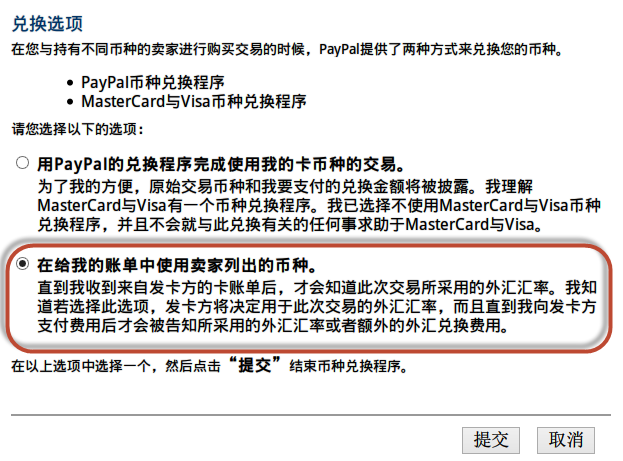 兑换选项
在您与持有不同币种的卖家进行购买交易的时候，PayPal提供了两种方式来兑换您的币种。
• PayPal币种兑换程序
• MasterCard与Visa币种兑换程序
请您选择以下的选项：
用PayPal的兑换程序完成使用我的卡币种的交易。
为了我的方便，原始交易币种和我要支付的兑换金额将被披露。我理解
MasterCard与Visa有一个币种兑换程序。我已选择不使用MasterCard与Visa币种
兑换程序，并且不会就与此兑换有关的任何事求助于MasterCard与Visa。
在给我的账单中使用卖家列出的币种。
直到我收到来自发卡方的卡账单后，才会知道此次交易所采用的外汇汇率。我知
道若选择此选项，发卡方将决定用于此次交易的外汇汇率，而且直到我向发卡方
支付费用后才会被告知所采用的外汇汇率或者额外的外汇兑换费用。
在以上选项中选择一个，然后点击“提交”结束币种兑换程序。
提交 取消